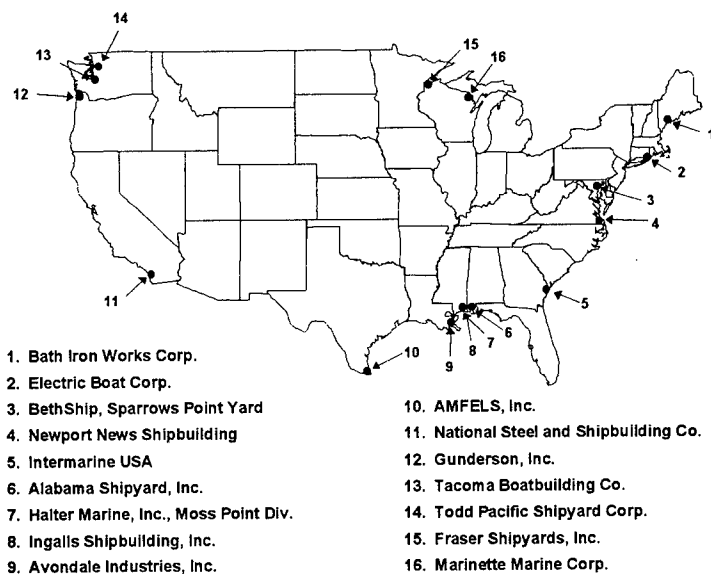 14
13
12
15
16
1
2
3
4
11
5
10
9
8
7
6
1. Bath Iron Works Corp.
2. Electric Boat Corp.
3. BethShip, Sparrows Point Yard
4. Newport News Shipbuilding
5. Intermarine USA
6. Alabama Shipyard, Inc.
7. Halter Marine, Inc., Moss Point Div.
8. Ingalls Shipbuilding, Inc.
9. Avondale Industries, Inc.
10. AMFELS, Inc.
11. National Steel and Shipbuilding Co.
12. Gunderson, Inc.
13. Tacoma Boatbuilding Co.
14. Todd Pacific Shipyard Corp.
15. Fraser Shipyards, Inc.
16. Marinette Marine Corp.